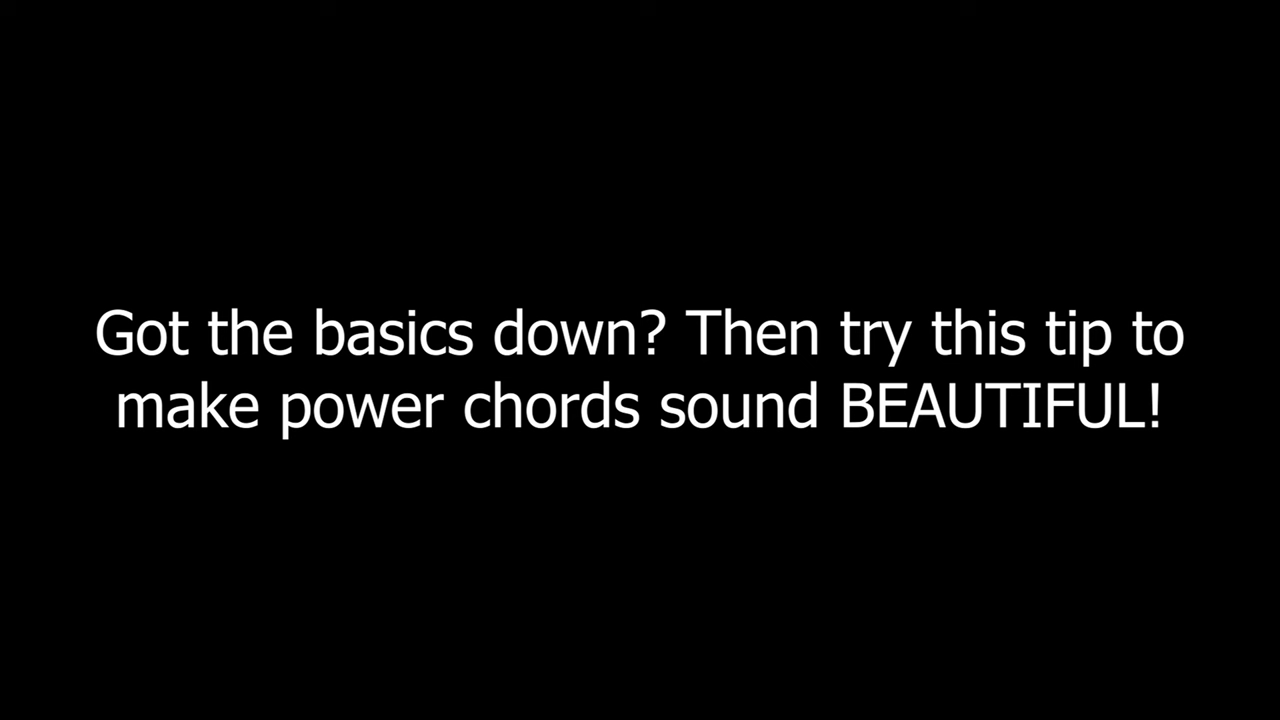 Got the basics down? Then try this tip to
make power chords sound BEAUTIFUL!